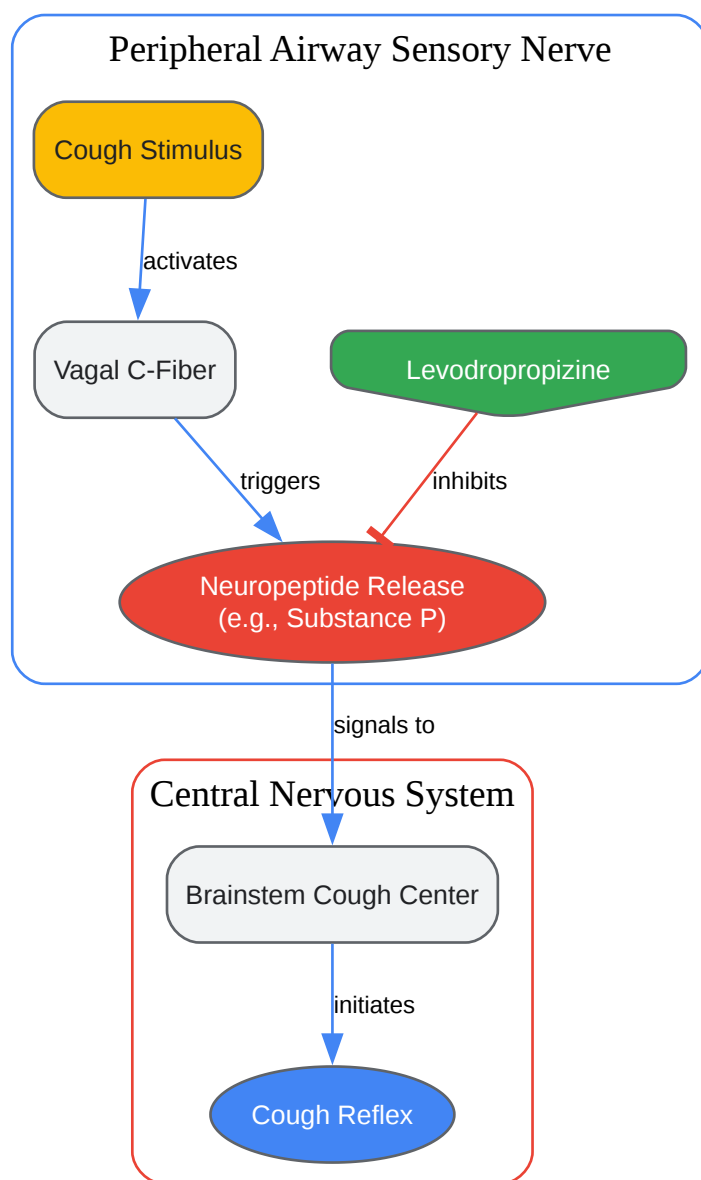 Peripheral Airway Sensory Nerve
Cough Stimulus
activates
Vagal C-Fiber
Levodropropizine
triggers
inhibits
Neuropeptide Release
(e.g., Substance P)
signals to
Central Nervous System
Brainstem Cough Center
initiates
Cough Reflex